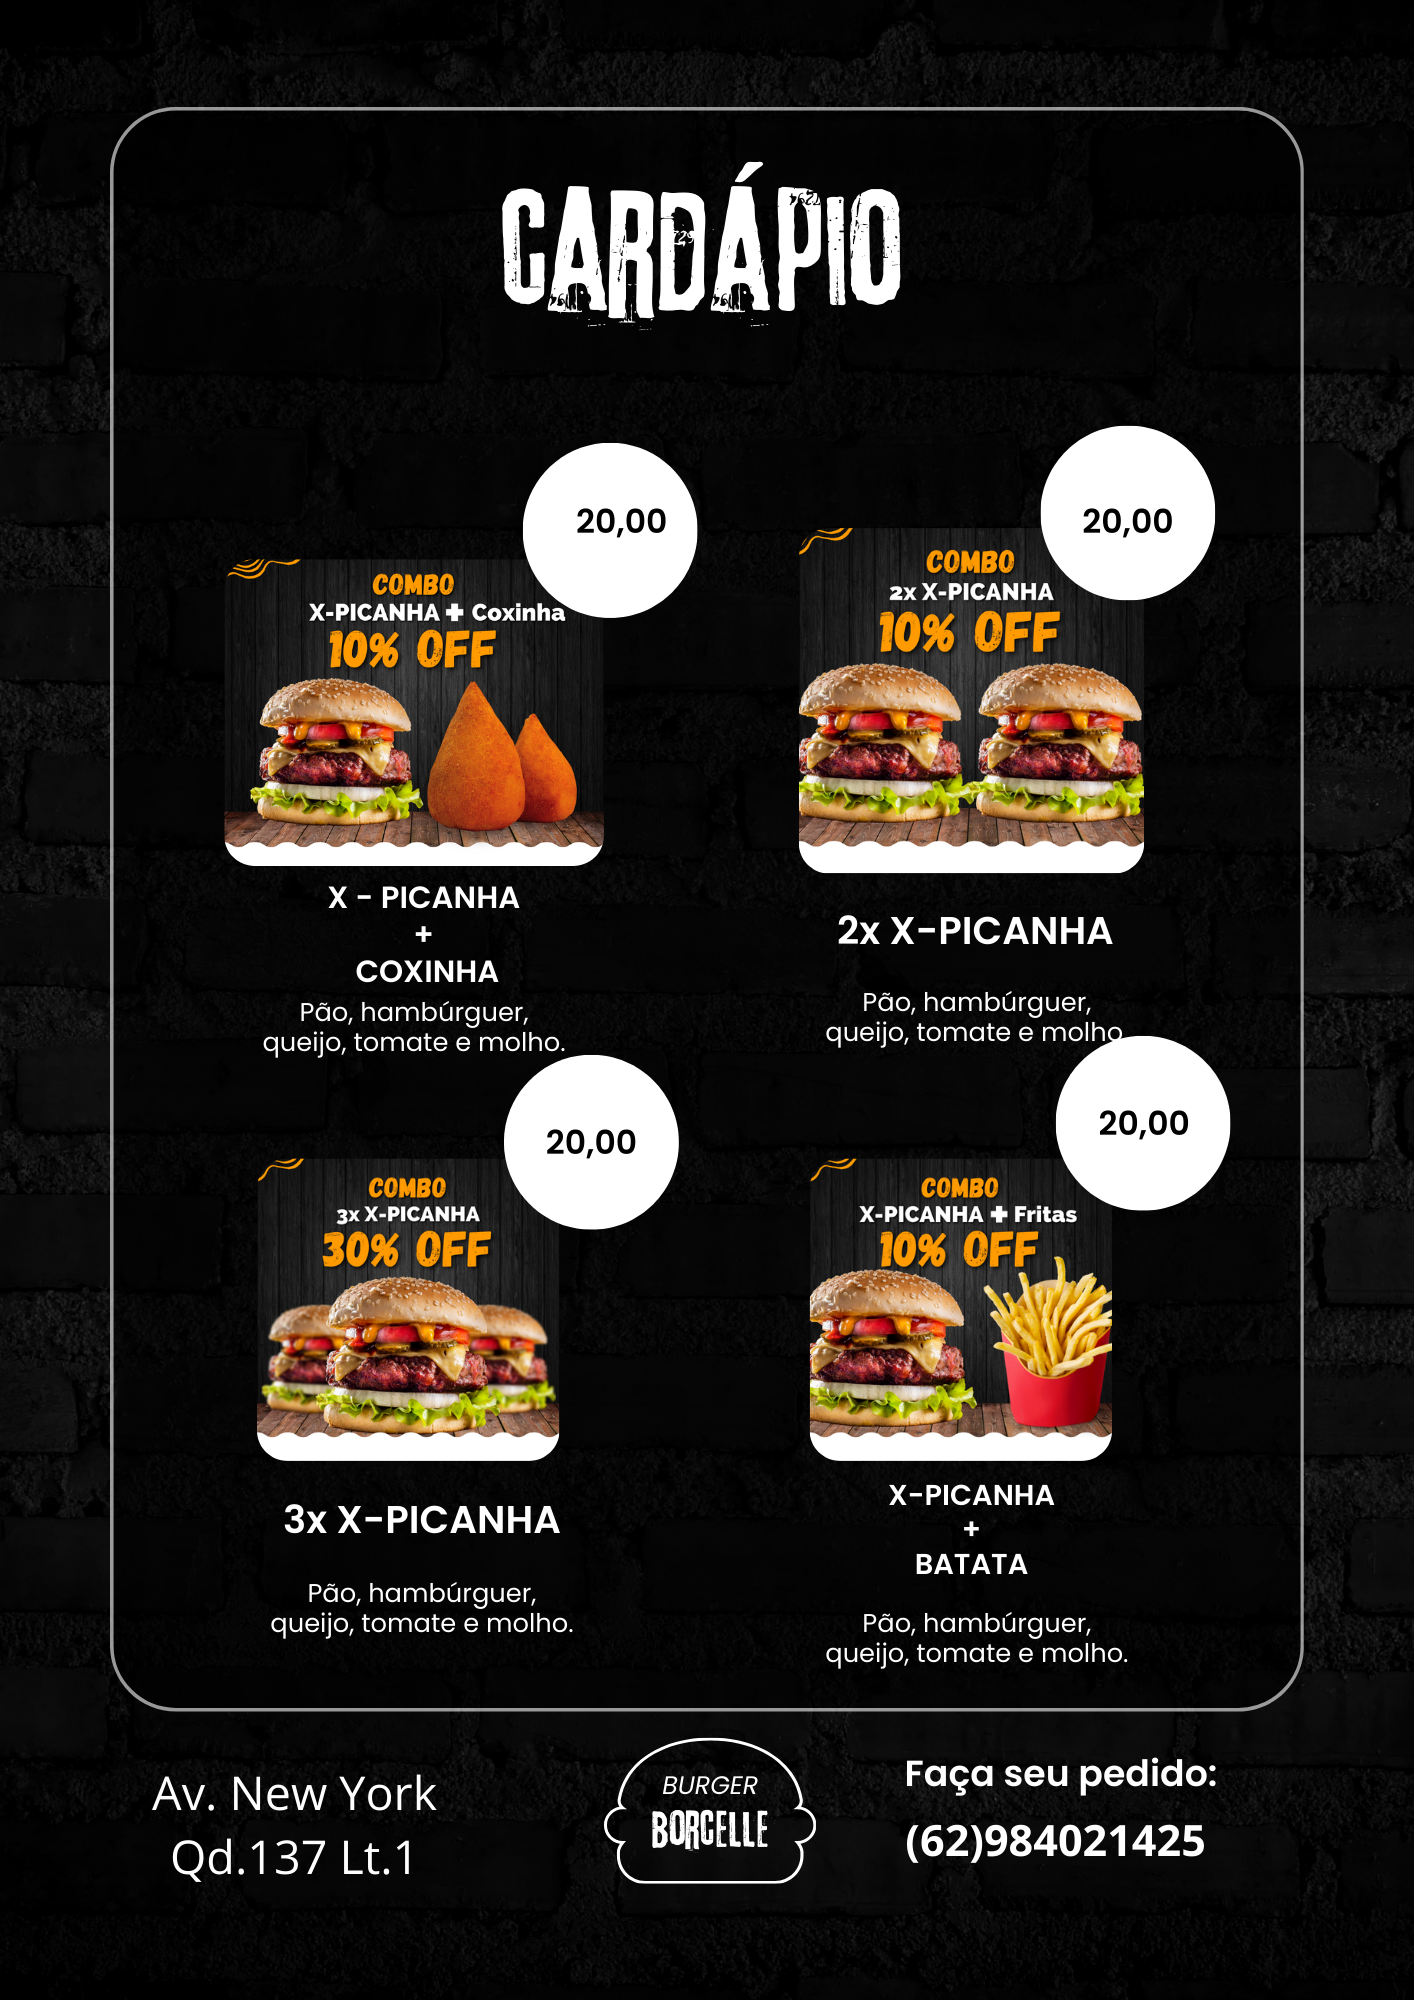 CARDÁPIO
20,00
COMBO
X-PICANHA + Coxinha
10% OFF
X - PICANHA
+
COXINHA
Pão, hambúrguer,
queijo, tomate e molho.
20,00
COMBO
2x X-PICANHA
10% OFF
2x X-PICANHA
Pão, hambúrguer,
queijo, tomate e molho
20,00
COMBO
3x X-PICANHA
30% OFF
3x X-PICANHA
Pão, hambúrguer,
queijo, tomate e molho.
20,00
COMBO
X-PICANHA + Fritas
10% OFF
X-PICANHA
+
BATATA
Pão, hambúrguer,
queijo, tomate e molho.
Av. New York
Qd.137 Lt.1
BURGER
BORCELLE
Faça seu pedido:
(62)984021425